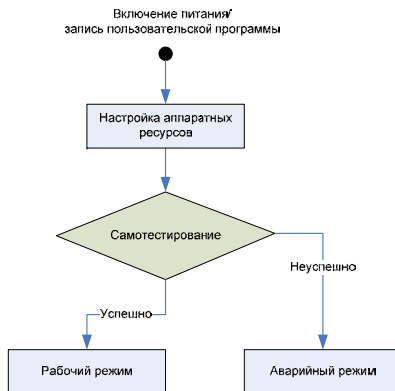 Включение питания/
запись пользовательской программы
Настройка аппаратных
ресурсов
Самотестирование
Неуспешно
Успешно
Рабочий режим
Аварийный режим